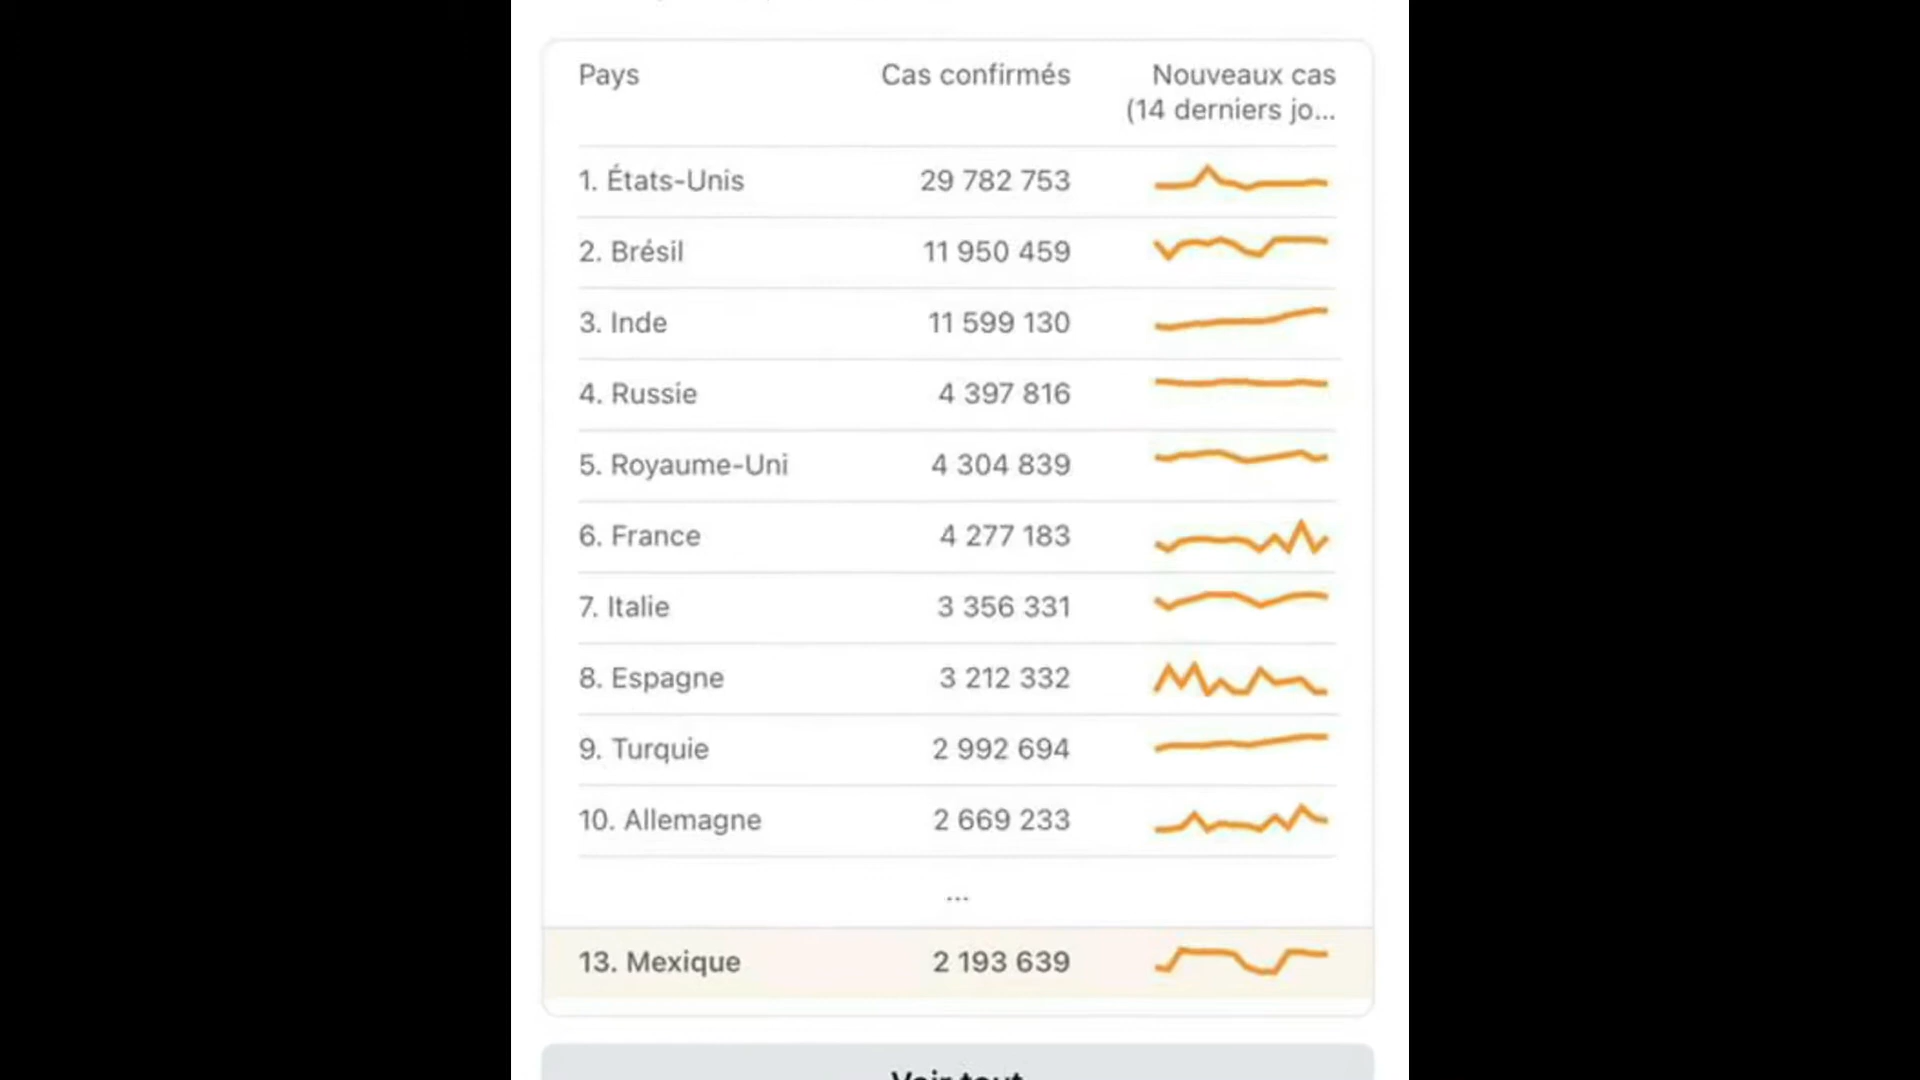 Pays Cas confirmés Nouveaux cas
(14 derniers jo...
1. États-Unis 29 782 753
2. Brésil 11 950 459
3. Inde 11 599 130
4. Russie 4 397 816
5. Royaume-Uni 4 304 839
6. France 4 277 183
7. Italie 3 356 331
8. Espagne 3 212 332
9. Turquie 2 992 694
10. Allemagne 2 669 233
...
13. Mexique 2 193 639
Voir tout